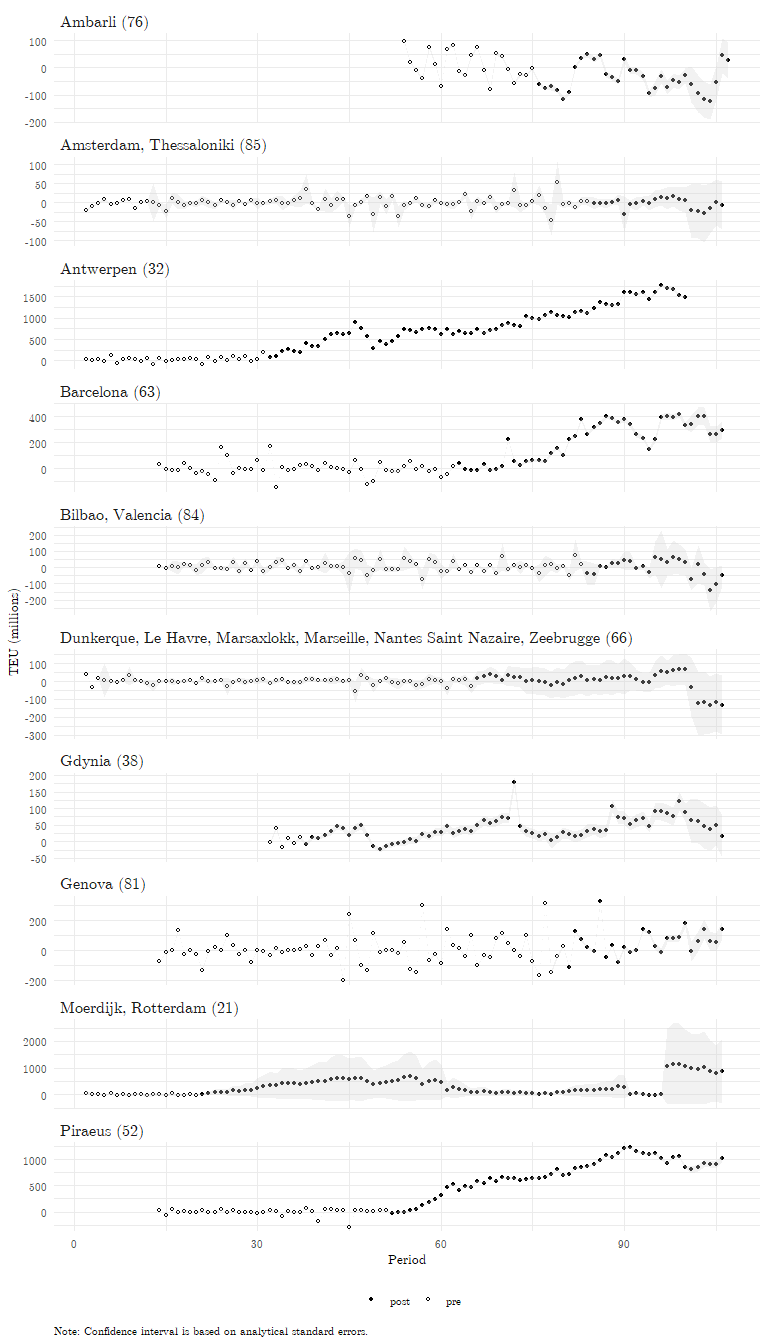 Ambarli (76)
100
0
-100
-200
Amsterdam, Thessaloniki (85)
100
50
0
-50
-100
Antwerpen (32)
1500
1000
500
0
Barcelona (63)
400
200
0
Bilbao, Valencia (84)
200
100
0
-100
-200
TEU (millions)
Dunkerque, Le Havre, Marsaxlokk, Marseille, Nantes Saint Nazaire, Zeebrugge (66)
100
0
-100
-200
-300
Gdynia (38)
200
150
100
50
0
-50
Genova (81)
200
0
-200
Moerdijk, Rotterdam (21)
2000
1000
0
Piraeus (52)
1000
500
0
0 30 60 90
Period
post pre
Note: Confidence interval is based on analytical standard errors.